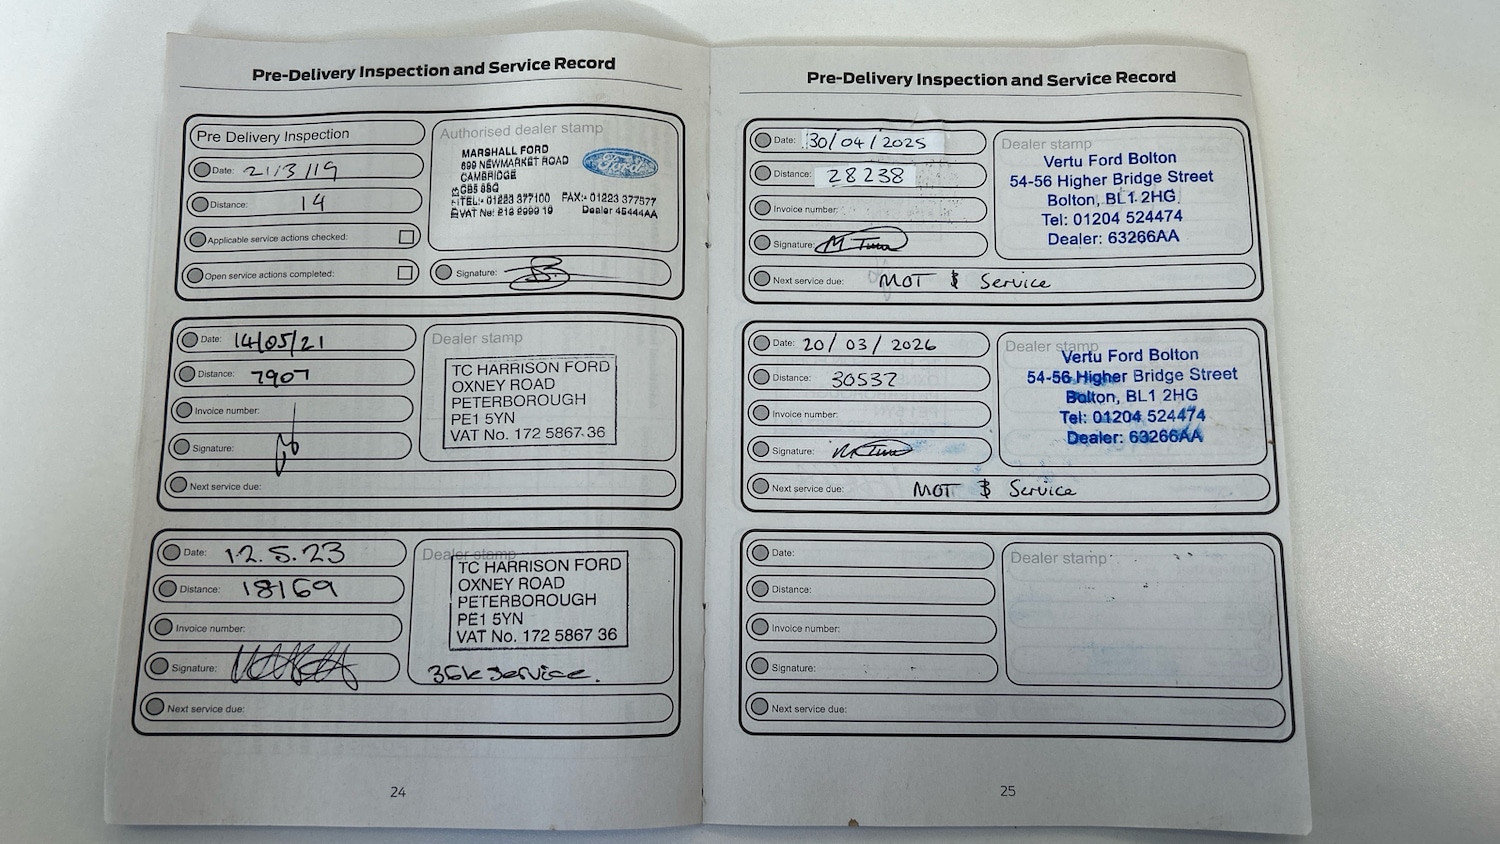 Pre-Delivery Inspection and Service Record
Pre Delivery Inspection
Date: 21/3/19
Distance: 14
Applicable service actions checked:
Open service actions completed:
Authorised dealer stamp
MARSHALL FORD
699 NEWMARKET ROAD
CAMBRIDGE
CB5 8SQ
TEL:- 01223 377100 FAX:- 01223 377577
VAT No: 213 2999 19 Dealer 45444AA
Ford
Signature:
Date: 14/05/21
Distance: 7907
Invoice number:
Signature:
Next service due:
Dealer stamp
TC HARRISON FORD
OXNEY ROAD
PETERBOROUGH
PE1 5YN
VAT No. 172 5867 36
Date: 12.5.23
Distance: 18169
Invoice number:
Signature:
Next service due:
Dealer stamp
TC HARRISON FORD
OXNEY ROAD
PETERBOROUGH
PE1 5YN
VAT No. 172 5867 36
36k service.
24
Pre-Delivery Inspection and Service Record
Date: 30/04/2025
Distance: 28238
Invoice number:
Signature:
Next service due: MOT & Service
Dealer stamp
Vertu Ford Bolton
54-56 Higher Bridge Street
Bolton, BL1 2HG
Tel: 01204 524474
Dealer: 63266AA
Date: 20/03/2026
Distance: 30537
Invoice number:
Signature:
Next service due: MOT & Service
Dealer stamp
Vertu Ford Bolton
54-56 Higher Bridge Street
Bolton, BL1 2HG
Tel: 01204 524474
Dealer: 63266AA
Date:
Distance:
Invoice number:
Signature:
Next service due:
Dealer stamp
25